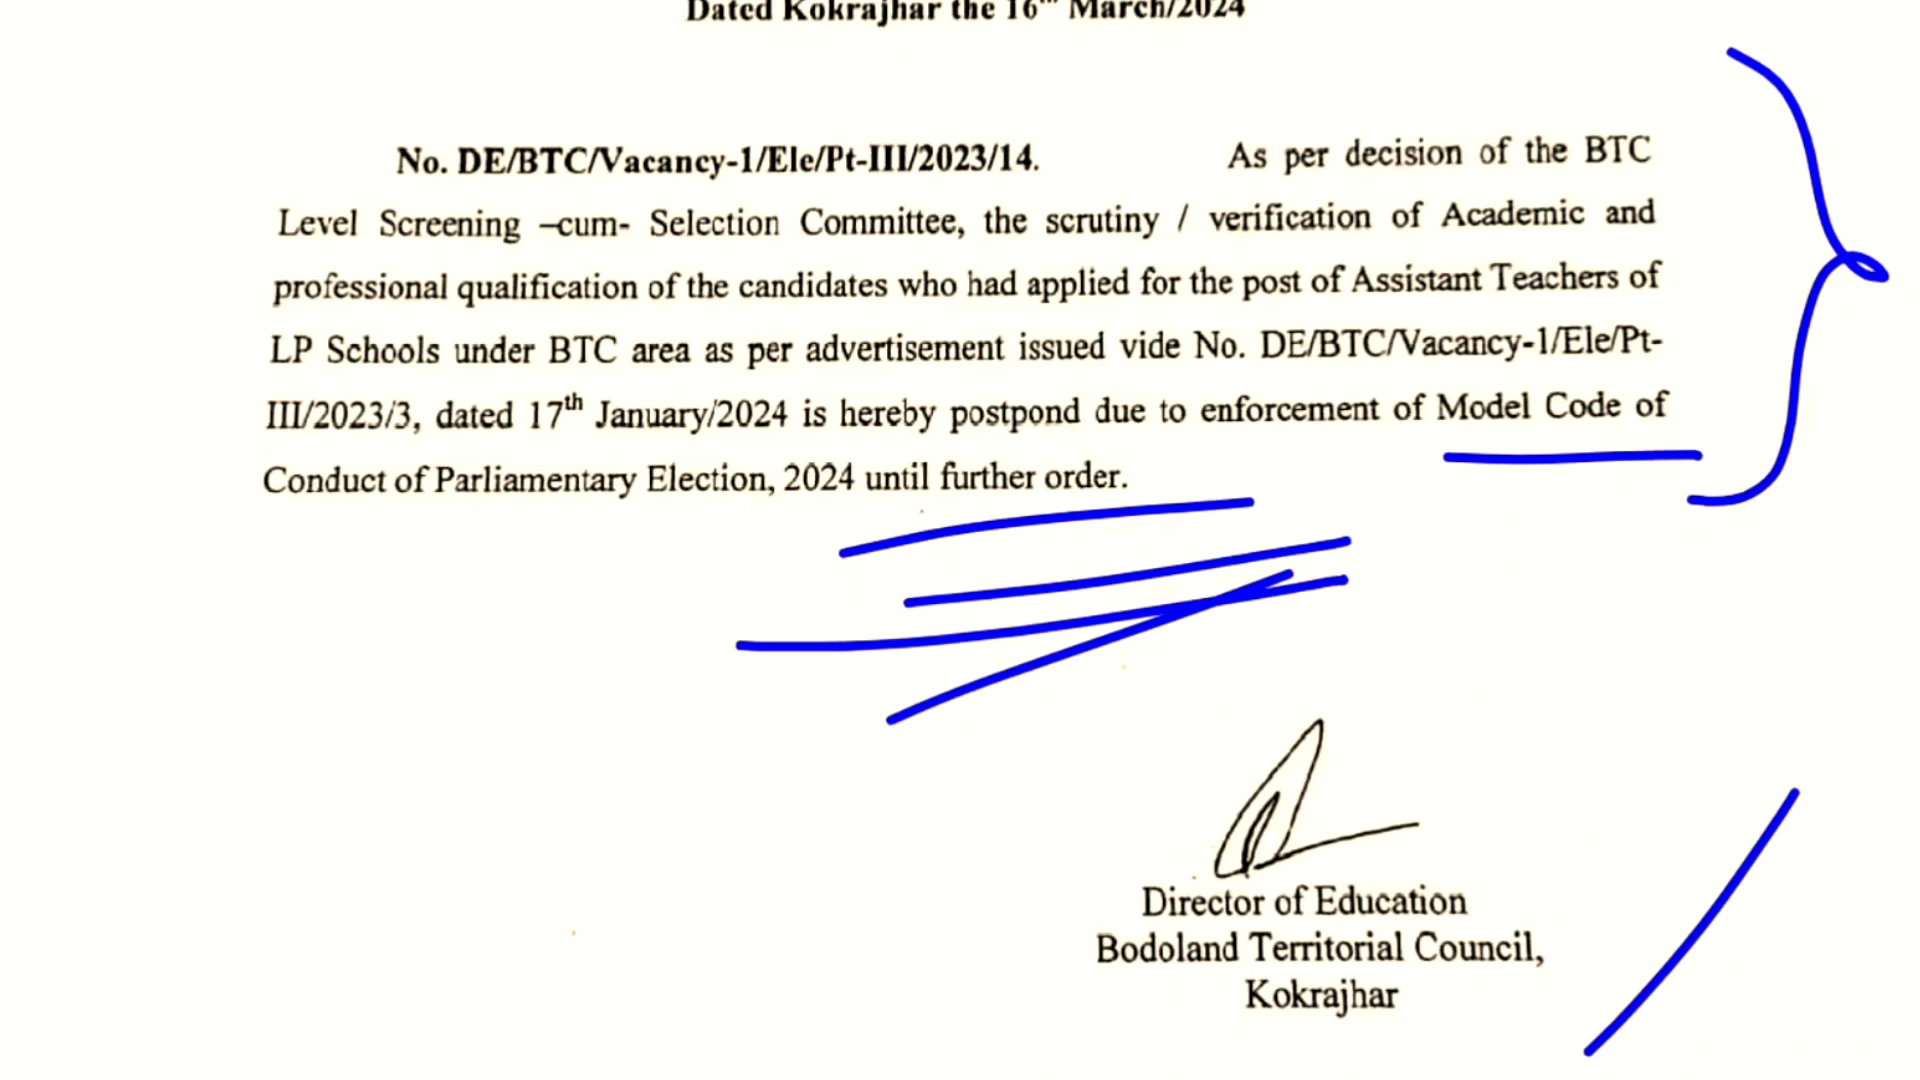 Dated Kokrajhar the 16th March/2024
No. DE/BTC/Vacancy-1/Ele/Pt-III/2023/14. As per decision of the BTC
Level Screening –cum- Selection Committee, the scrutiny / verification of Academic and
professional qualification of the candidates who had applied for the post of Assistant Teachers of
LP Schools under BTC area as per advertisement issued vide No. DE/BTC/Vacancy-1/Ele/Pt-
III/2023/3, dated 17th January/2024 is hereby postpond due to enforcement of Model Code of
Conduct of Parliamentary Election, 2024 until further order.
Director of Education
Bodoland Territorial Council,
Kokrajhar